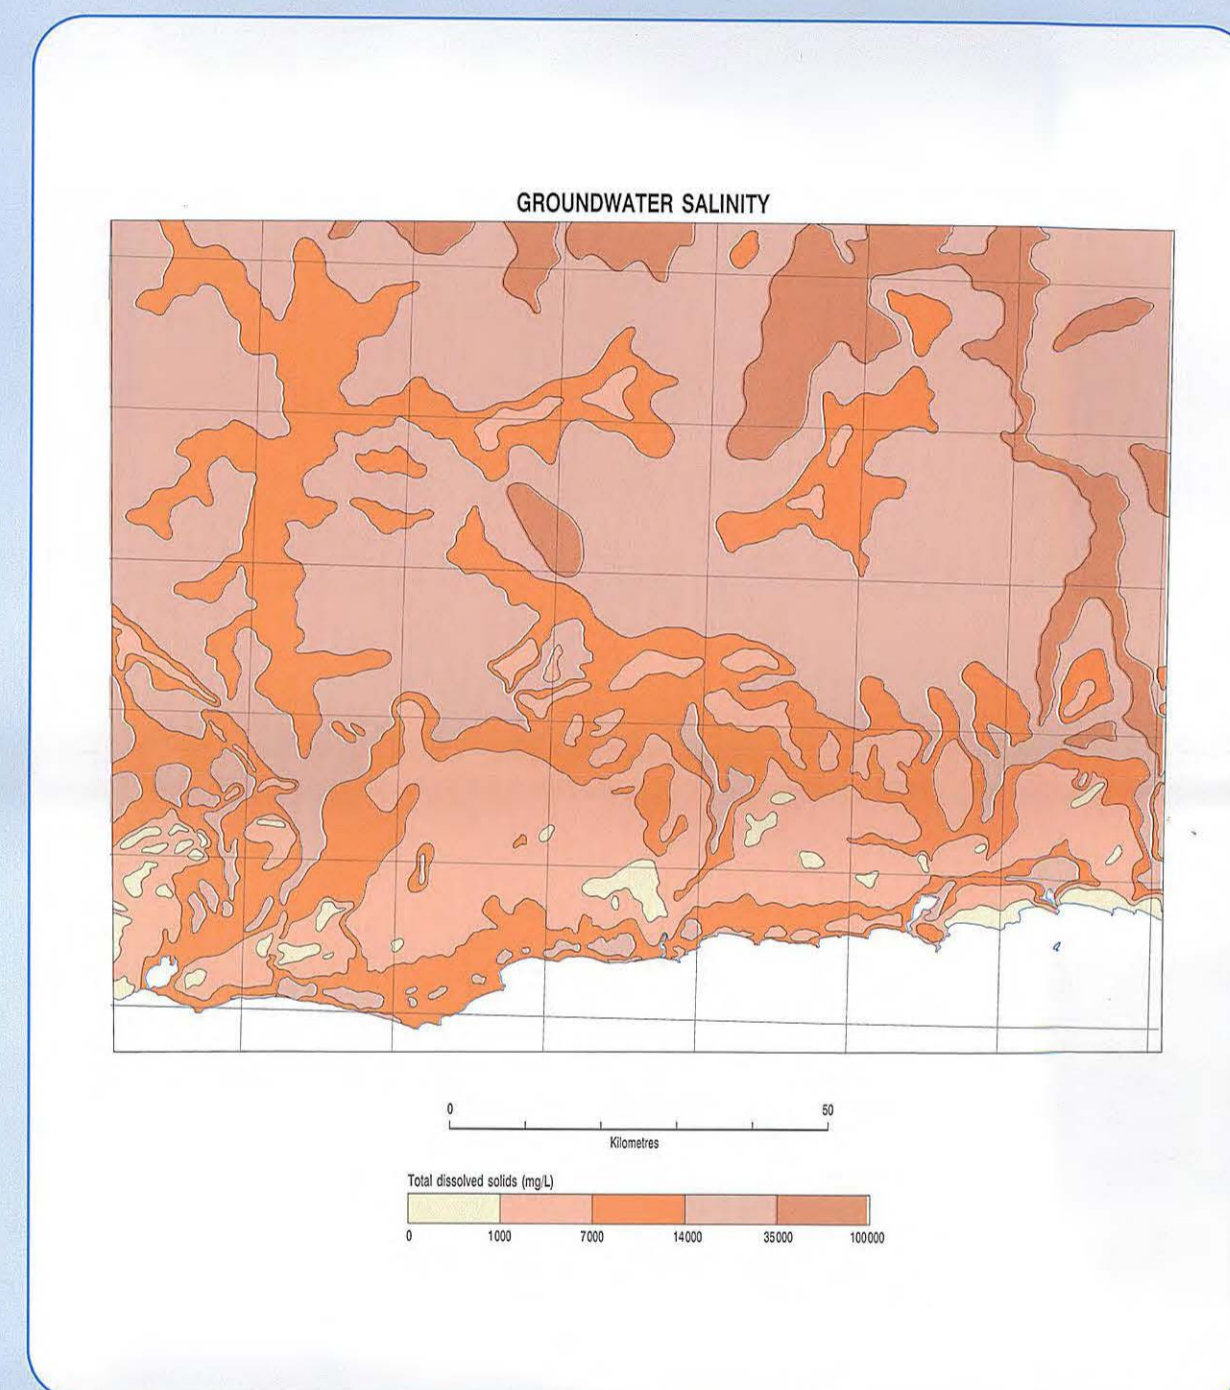 GROUNDWATER SALINITY
0 50
Kilometres
Total dissolved solids (mg/L)
0 1000 7000 14000 35000 100000